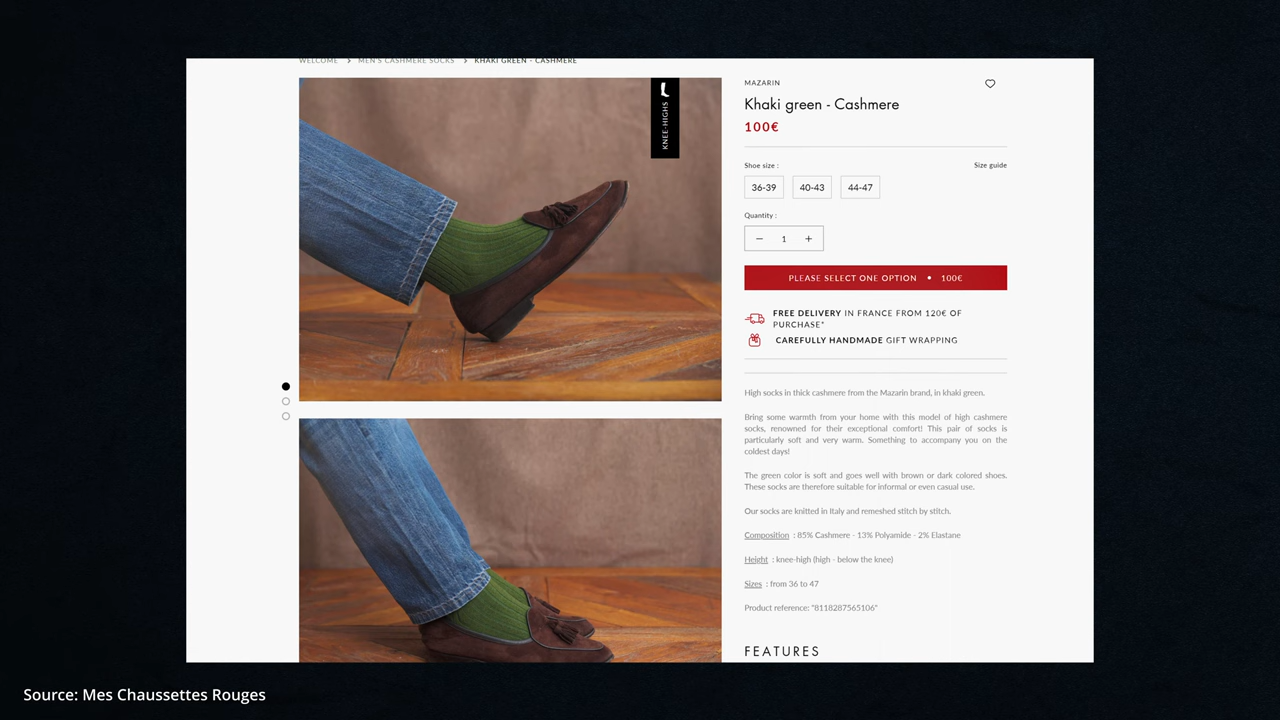 WELCOME > MEN'S CASHMERE SOCKS > KHAKI GREEN - CASHMERE
KNEE-HIGHS
MAZARIN
Khaki green - Cashmere
100€
Shoe size :
Size guide
36-39
40-43
44-47
Quantity :
− 1 +
PLEASE SELECT ONE OPTION • 100€
FREE DELIVERY IN FRANCE FROM 120€ OF
PURCHASE*
CAREFULLY HANDMADE GIFT WRAPPING
High socks in thick cashmere from the Mazarin brand, in khaki green.
Bring some warmth from your home with this model of high cashmere
socks, renowned for their exceptional comfort! This pair of socks is
particularly soft and very warm. Something to accompany you on the
coldest days!
The green color is soft and goes well with brown or dark colored shoes.
These socks are therefore suitable for informal or even casual use.
Our socks are knitted in Italy and remeshed stitch by stitch.
Composition : 85% Cashmere - 13% Polyamide - 2% Elastane
Height : knee-high (high - below the knee)
Sizes : from 36 to 47
Product reference: "8118287565106"
FEATURES
Source: Mes Chaussettes Rouges